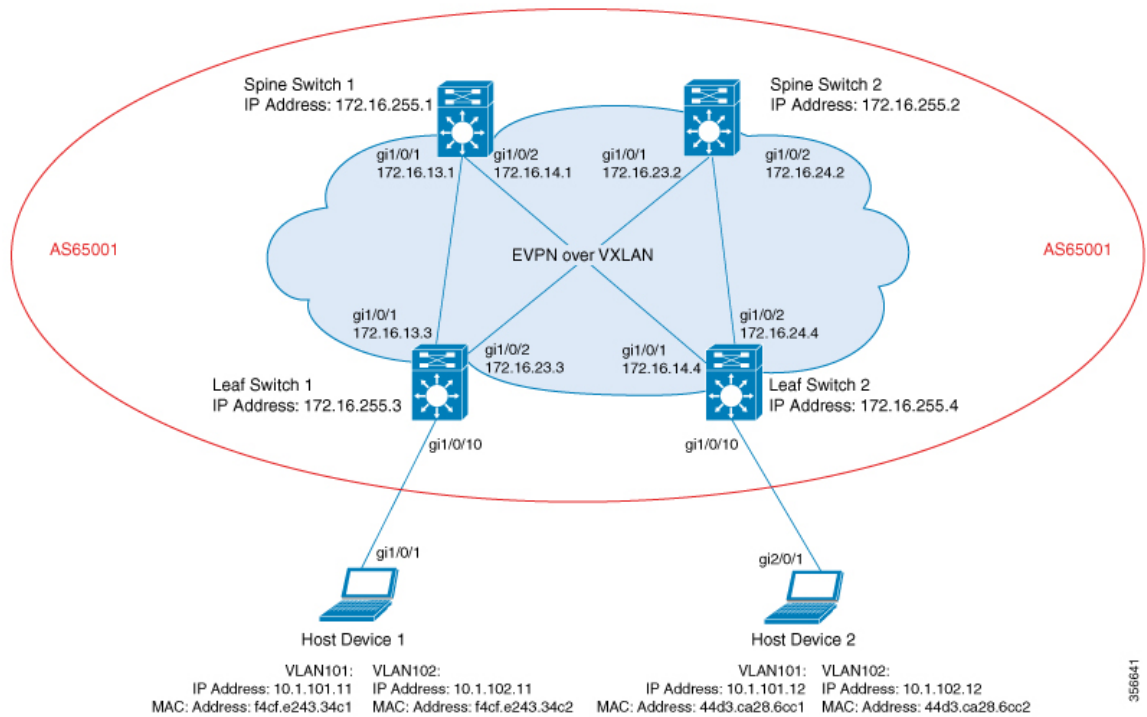 Spine Switch 1
IP Address: 172.16.255.1
Spine Switch 2
IP Address: 172.16.255.2
gi1/0/1
172.16.13.1
gi1/0/2
172.16.14.1
gi1/0/1
172.16.23.2
gi1/0/2
172.16.24.2
AS65001
EVPN over VXLAN
AS65001
gi1/0/1
172.16.13.3
gi1/0/2
172.16.23.3
gi1/0/1
172.16.14.4
gi1/0/2
172.16.24.4
Leaf Switch 1
IP Address: 172.16.255.3
Leaf Switch 2
IP Address: 172.16.255.4
gi1/0/10
gi1/0/10
gi1/0/1
gi2/0/1
Host Device 1
Host Device 2
VLAN101:
IP Address: 10.1.101.11
MAC: Address: f4cf.e243.34c1
VLAN102:
IP Address: 10.1.102.11
MAC: Address: f4cf.e243.34c2
VLAN101:
IP Address: 10.1.101.12
MAC: Address: 44d3.ca28.6cc1
VLAN102:
IP Address: 10.1.102.12
MAC: Address: 44d3.ca28.6cc2
356641